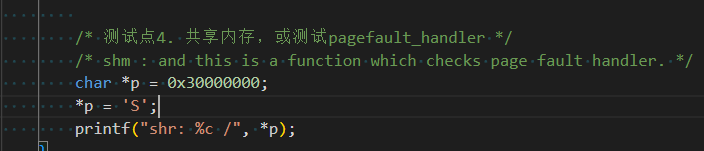 /* 测试点4. 共享内存，或测试pagefault_handler */
/* shm : and this is a function which checks page fault handler. */
char *p = 0x30000000;
*p = 'S';
printf("shr: %c /", *p);
}